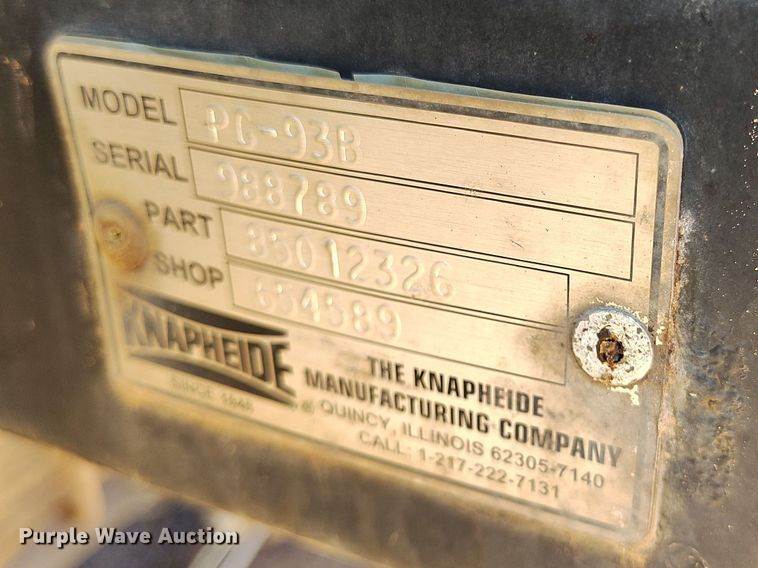 MODEL PG-93B
SERIAL 988789
PART 85012326
SHOP 654589
KNAPHEIDE
SINCE 1848
THE KNAPHEIDE
MANUFACTURING COMPANY
QUINCY, ILLINOIS 62305-7140
CALL: 1-217-222-7131
Purple Wave Auction